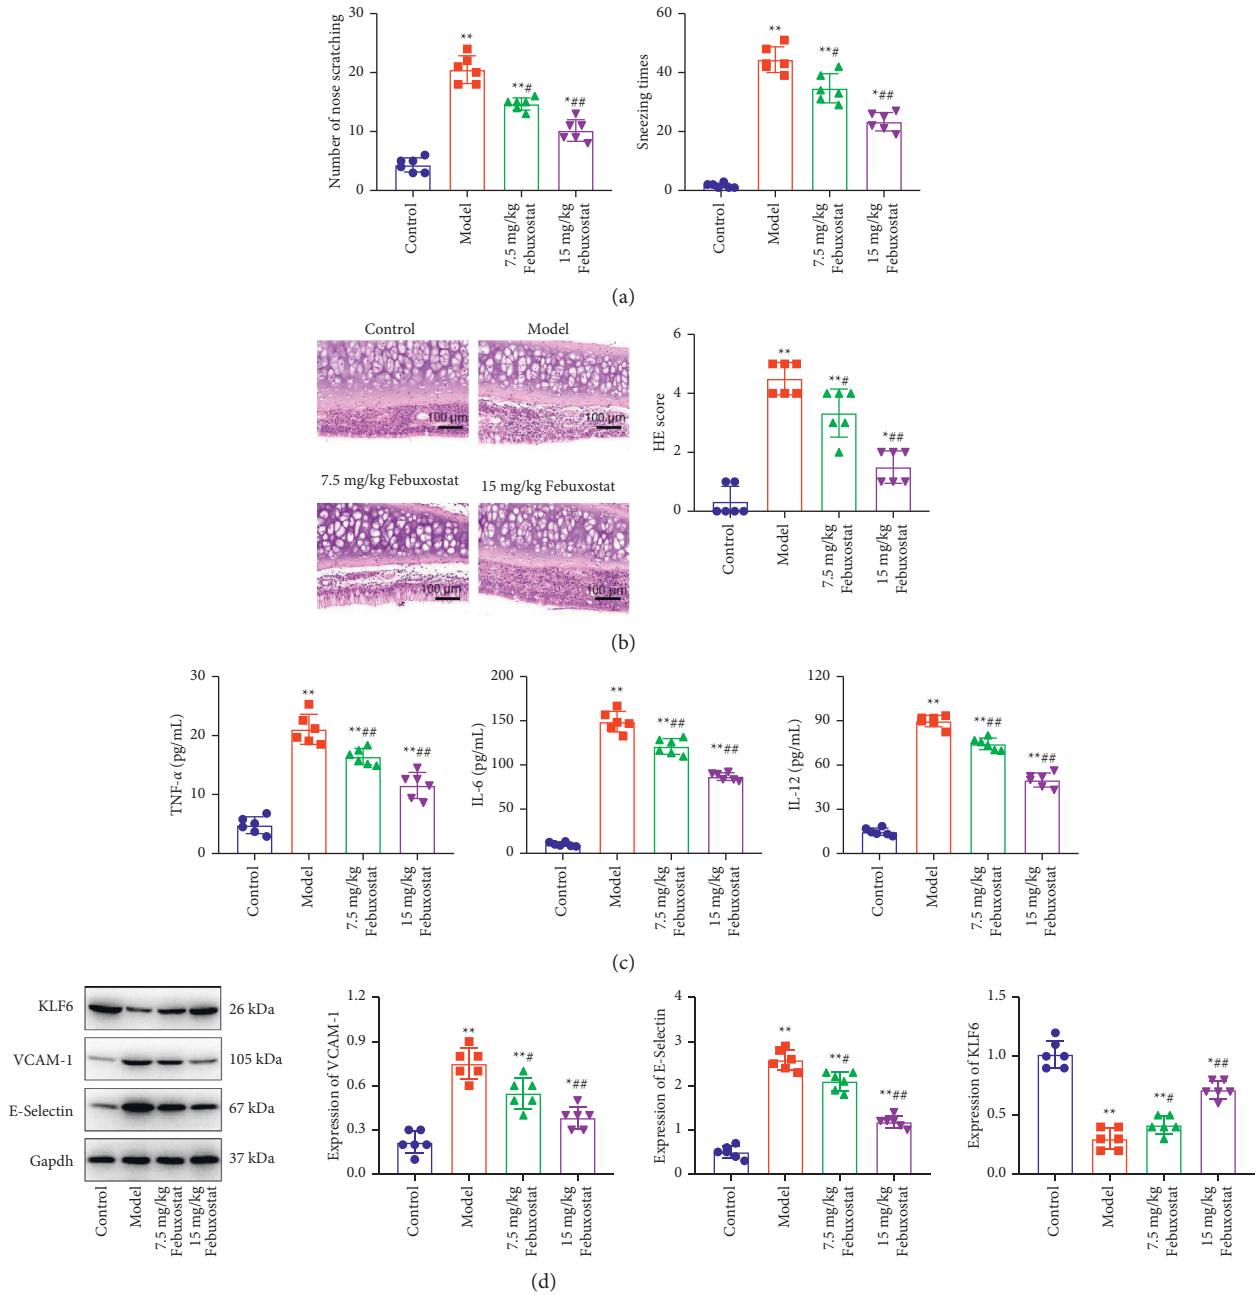 Number of nose scratching
30
20
10
0
**
**#
*##
Control
Model
7.5 mg/kg
Febuxostat
15 mg/kg
Febuxostat
Sneezing times
60
40
20
0
**
**#
*##
Control
Model
7.5 mg/kg
Febuxostat
15 mg/kg
Febuxostat
(a)
Control
Model
100 µm
100 µm
7.5 mg/kg Febuxostat
15 mg/kg Febuxostat
100 µm
100 µm
HE score
6
4
2
0
**
**#
*##
Control
Model
7.5 mg/kg
Febuxostat
15 mg/kg
Febuxostat
(b)
TNF-α (pg/mL)
30
20
10
0
**
**##
**##
Control
Model
7.5 mg/kg
Febuxostat
15 mg/kg
Febuxostat
IL-6 (pg/mL)
200
150
100
50
0
**
**##
**##
Control
Model
7.5 mg/kg
Febuxostat
15 mg/kg
Febuxostat
IL-12 (pg/mL)
120
90
60
30
0
**
**##
**##
Control
Model
7.5 mg/kg
Febuxostat
15 mg/kg
Febuxostat
(c)
KLF6
26 kDa
VCAM-1
105 kDa
E-Selectin
67 kDa
Gapdh
37 kDa
Control
Model
7.5 mg/kg
Febuxostat
15 mg/kg
Febuxostat
Expression of VCAM-1
1.2
0.9
0.6
0.3
0.0
**
**#
*##
Control
Model
7.5 mg/kg
Febuxostat
15 mg/kg
Febuxostat
Expression of E-Selectin
4
3
2
1
0
**
**#
**##
Control
Model
7.5 mg/kg
Febuxostat
15 mg/kg
Febuxostat
Expression of KLF6
1.5
1.0
0.5
0.0
**
**#
*##
Control
Model
7.5 mg/kg
Febuxostat
15 mg/kg
Febuxostat
(d)